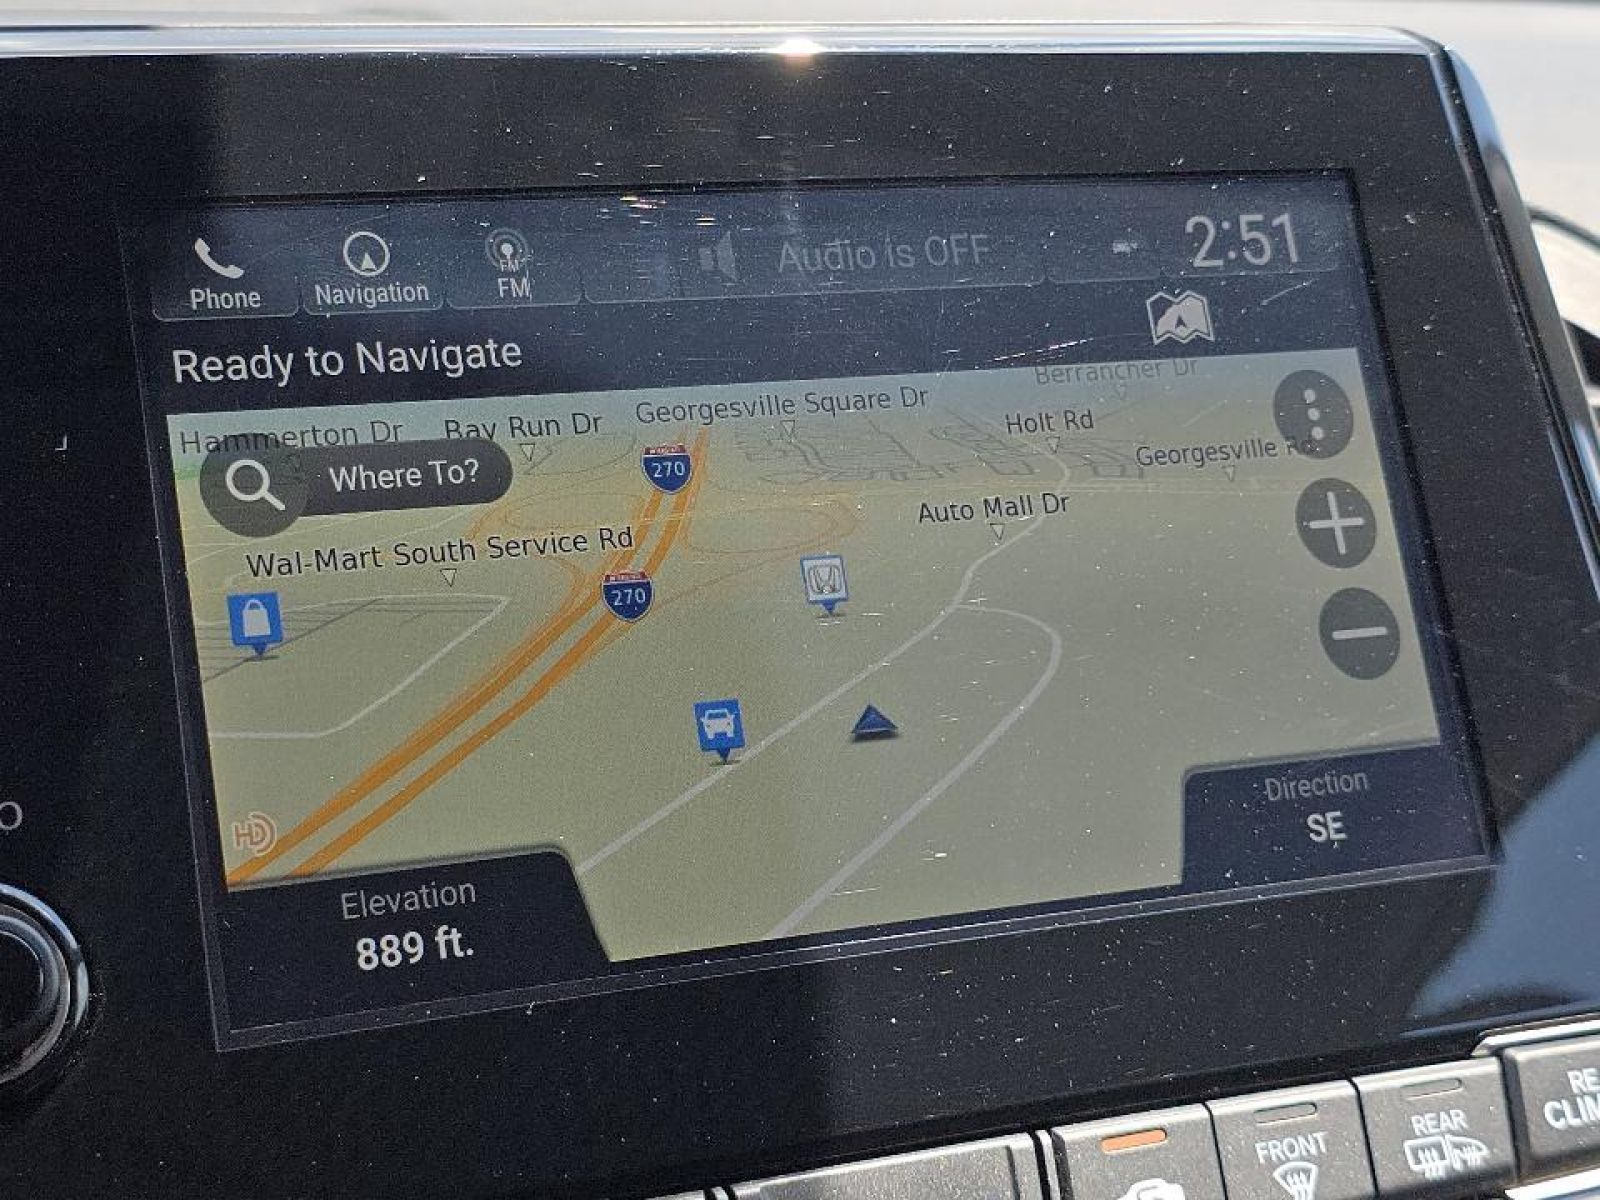 Phone
Navigation
FM
FM
Audio is OFF
2:51
Ready to Navigate
Berrancher Dr
Hammerton Dr
Bay Run Dr
Georgesville Square Dr
Holt Rd
Georgesville
Where To?
270
Auto Mall Dr
Wal-Mart South Service Rd
270
HD
Direction
SE
Elevation
889 ft.
FRONT
REAR